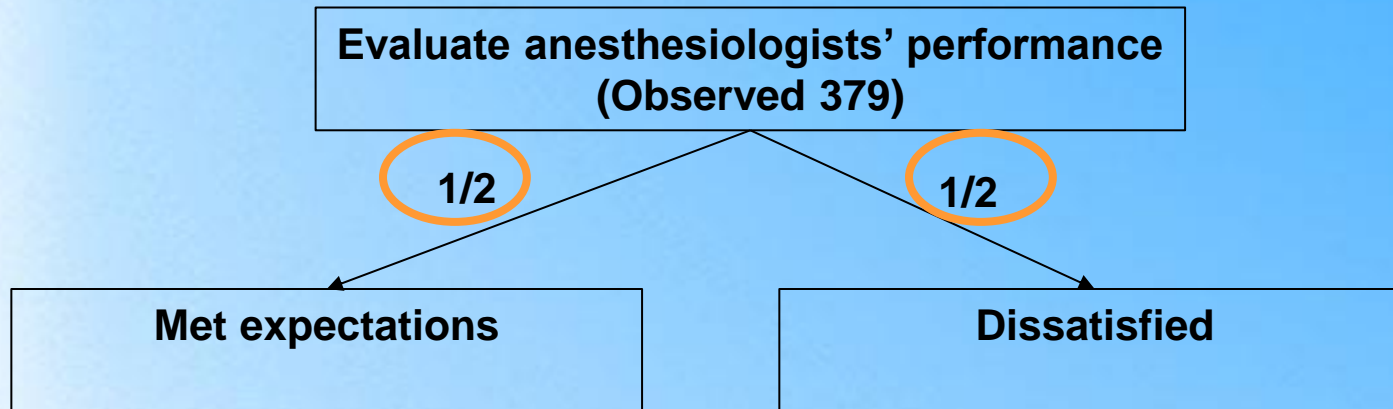 Evaluate anesthesiologists’ performance
(Observed 379)
1/2
1/2
Met expectations
Dissatisfied